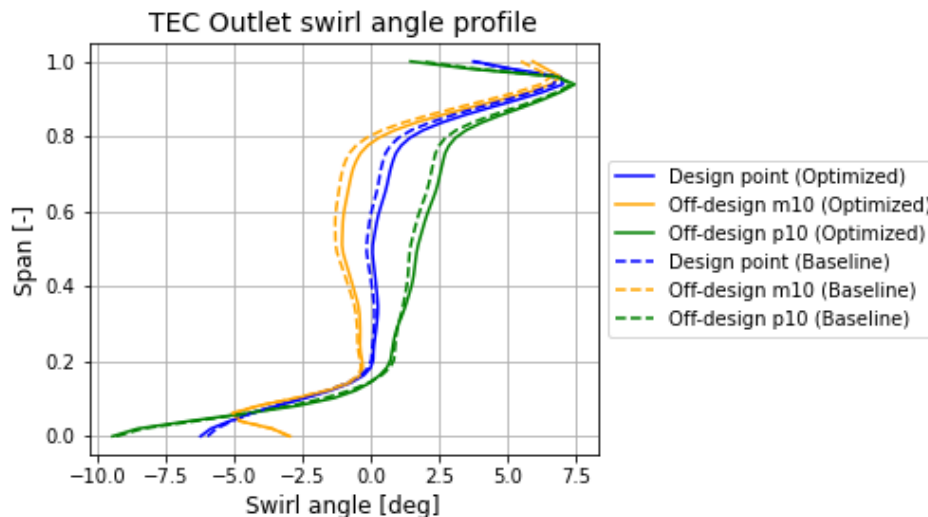 TEC Outlet swirl angle profile
1.0
0.8
0.6
0.4
0.2
0.0
Span [-]
−10.0 −7.5 −5.0 −2.5 0.0 2.5 5.0 7.5
Swirl angle [deg]
Design point (Optimized)
Off-design m10 (Optimized)
Off-design p10 (Optimized)
Design point (Baseline)
Off-design m10 (Baseline)
Off-design p10 (Baseline)